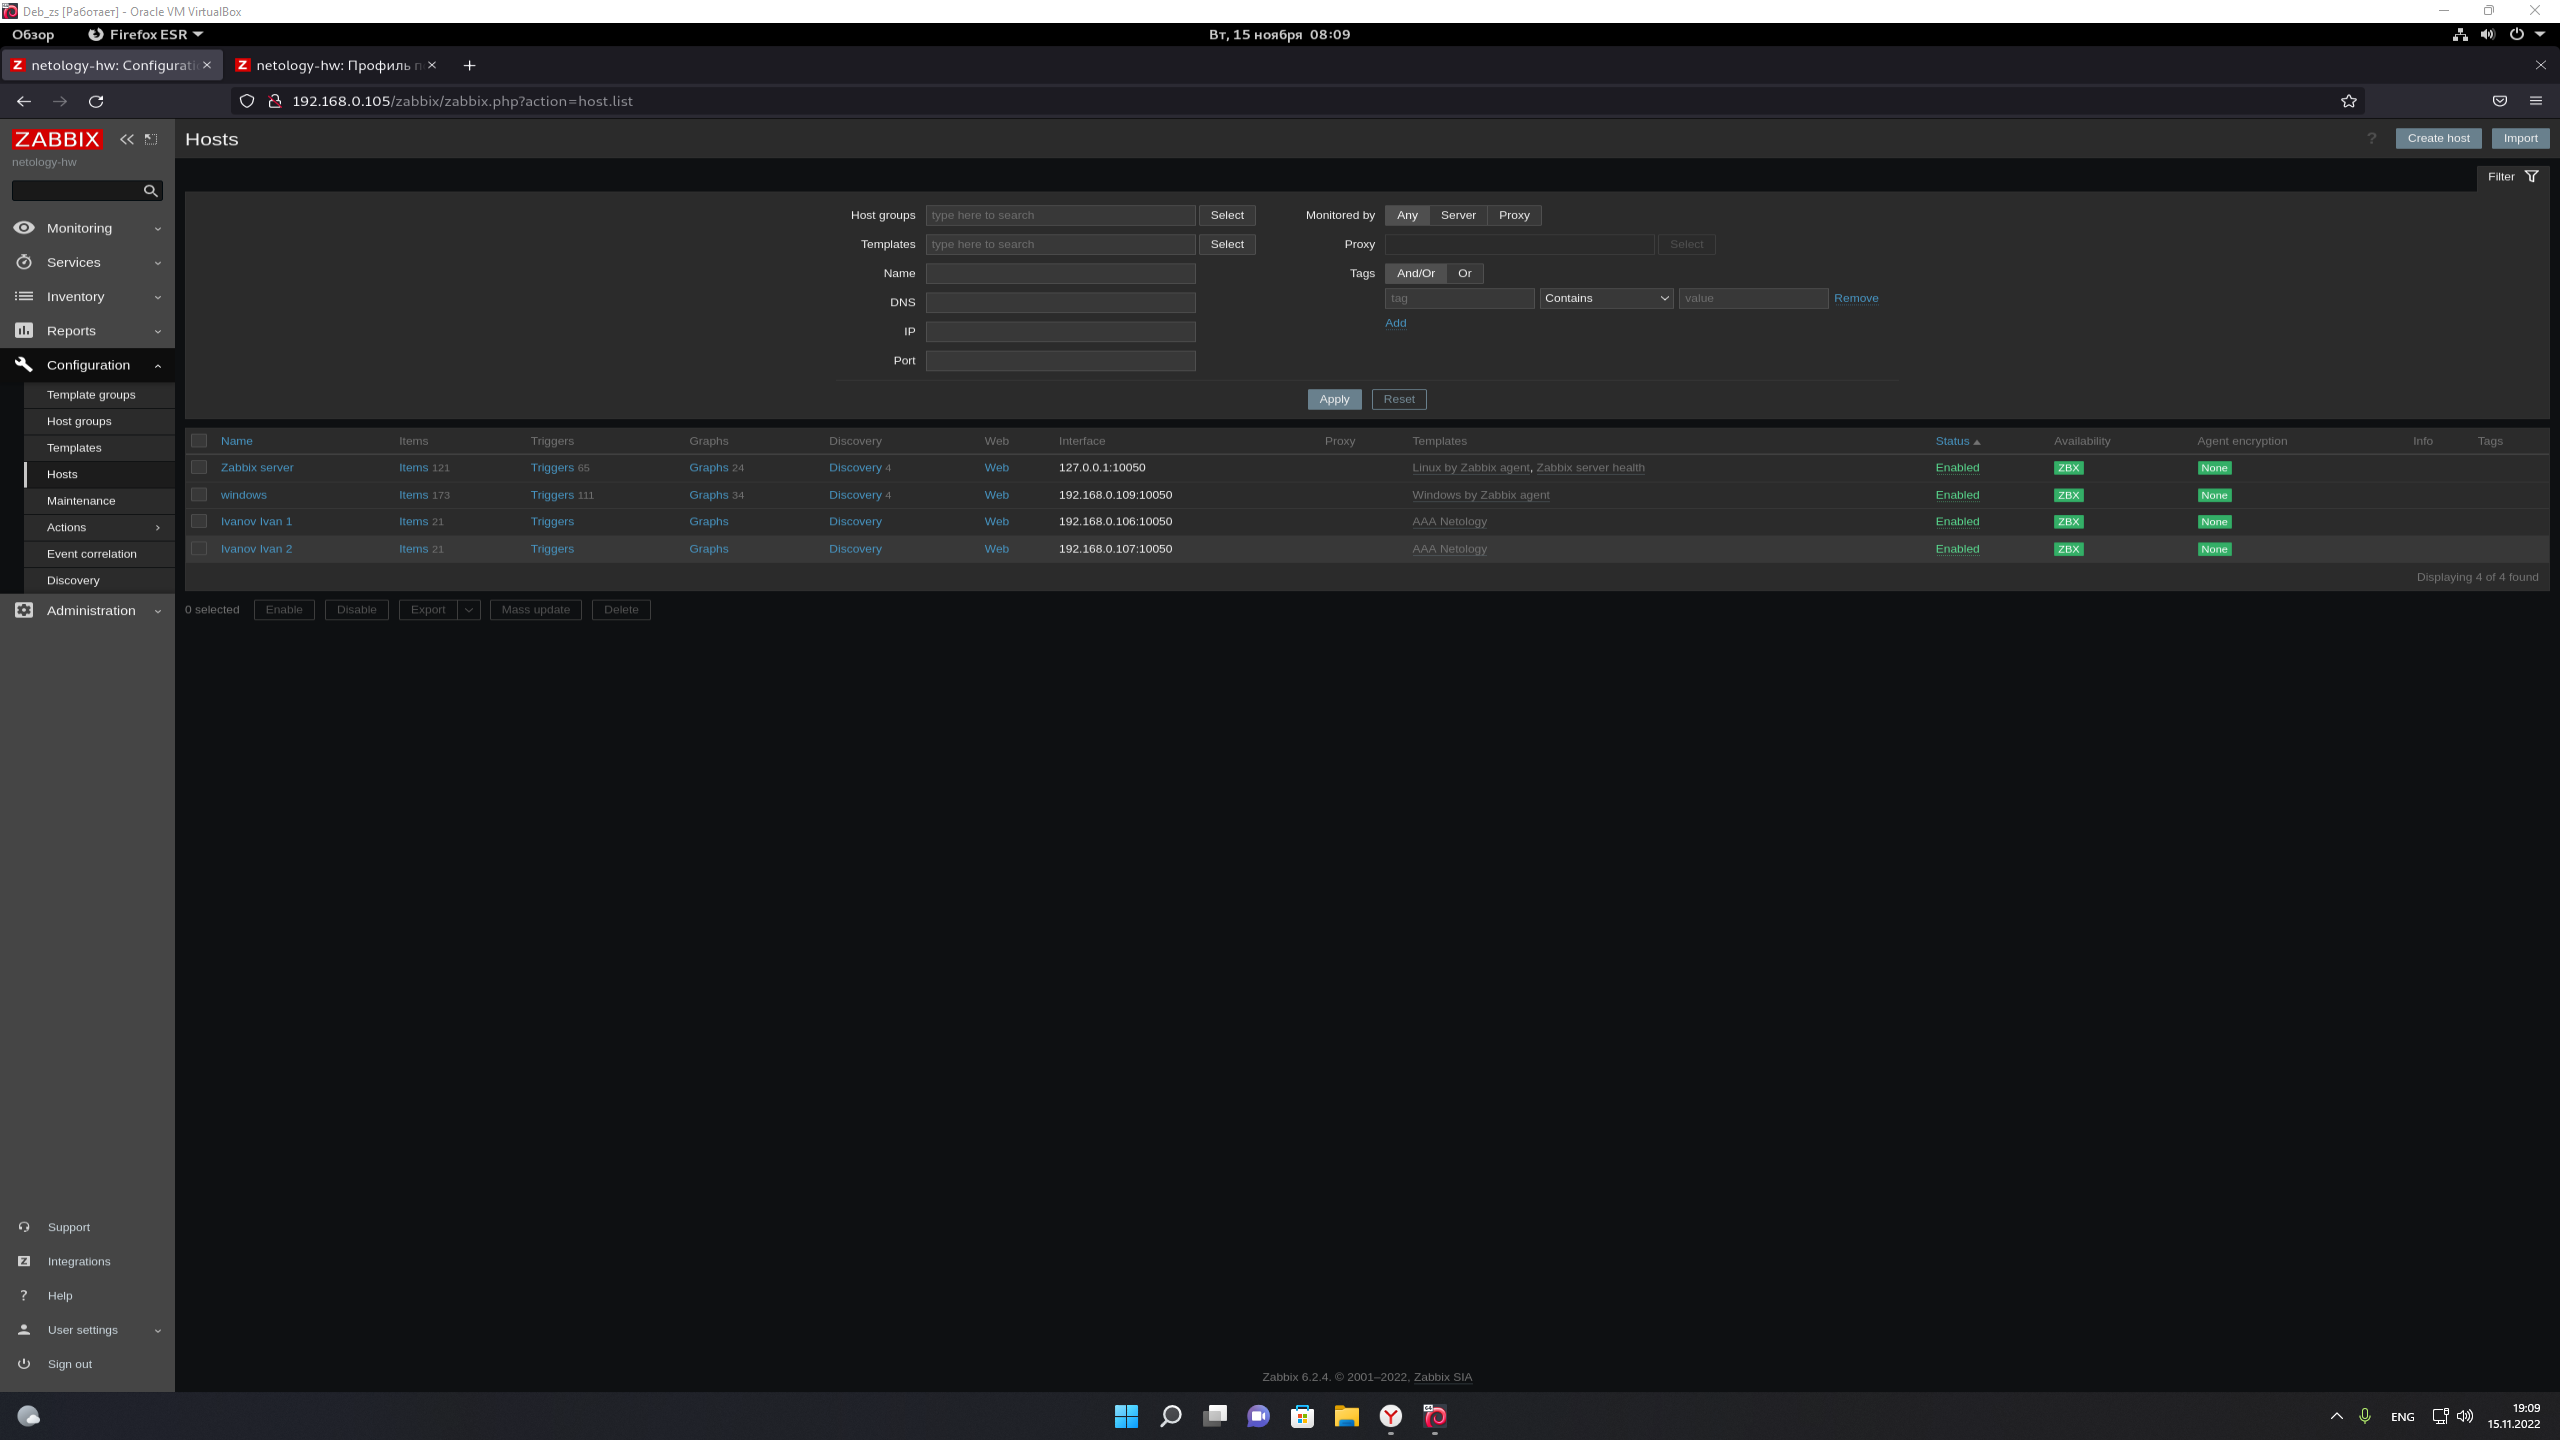 Deb_zs [Работает] - Oracle VM VirtualBox
Обзор Firefox ESR Вт, 15 ноября 08:09
netology-hw: Configurati netology-hw: Профиль п
192.168.0.105/zabbix/zabbix.php?action=host.list
ZABBIX
netology-hw
Monitoring
Services
Inventory
Reports
Configuration
Template groups
Host groups
Templates
Hosts
Maintenance
Actions
Event correlation
Discovery
Administration
Support
Integrations
? Help
User settings
Sign out
Hosts ? Create host Import
Filter
Host groups type here to search Select Monitored by Any Server Proxy
Templates type here to search Select Proxy Select
Name Tags And/Or Or
DNS tag Contains value Remove
IP Add
Port
Apply Reset
Name Items Triggers Graphs Discovery Web Interface Proxy Templates Status Availability Agent encryption Info Tags
Zabbix server Items 121 Triggers 65 Graphs 24 Discovery 4 Web 127.0.0.1:10050 Linux by Zabbix agent, Zabbix server health Enabled ZBX None
windows Items 173 Triggers 111 Graphs 34 Discovery 4 Web 192.168.0.109:10050 Windows by Zabbix agent Enabled ZBX None
Ivanov Ivan 1 Items 21 Triggers Graphs Discovery Web 192.168.0.106:10050 AAA Netology Enabled ZBX None
Ivanov Ivan 2 Items 21 Triggers Graphs Discovery Web 192.168.0.107:10050 AAA Netology Enabled ZBX None
Displaying 4 of 4 found
0 selected Enable Disable Export Mass update Delete
Zabbix 6.2.4. © 2001–2022, Zabbix SIA
ENG 19:09
15.11.2022